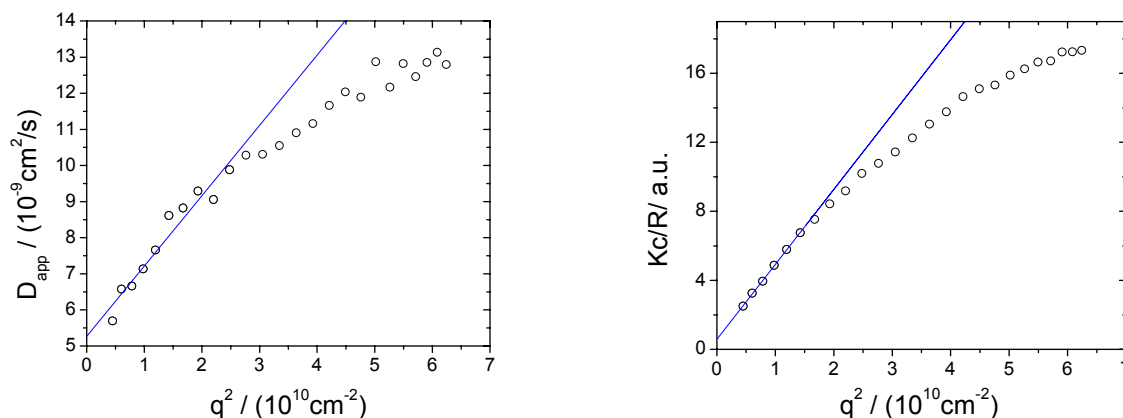 14
13
12
11
10
9
8
7
6
5
0 1 2 3 4 5 6 7
D_app / (10^-9 cm^2/s)
q^2 / (10^10 cm^-2)
16
12
8
4
0
0 1 2 3 4 5 6 7
Kc/R/ a.u.
q^2 / (10^10 cm^-2)